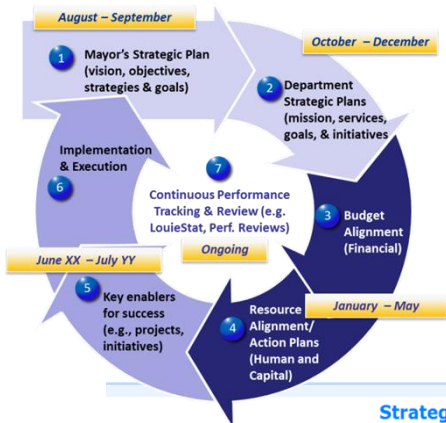 August – September
1
Mayor's Strategic Plan
(vision, objectives,
strategies & goals)
October – December
2
Department
Strategic Plans
(mission, services,
goals, & initiatives
3
Budget
Alignment
(Financial)
January – May
4
Resource
Alignment/
Action Plans
(Human and
Capital)
June XX – July YY
5
Key enablers
for success
(e.g., projects,
initiatives)
6
Implementation
& Execution
7
Continuous Performance
Tracking & Review (e.g.
LouieStat, Perf. Reviews)
Ongoing
Strateg